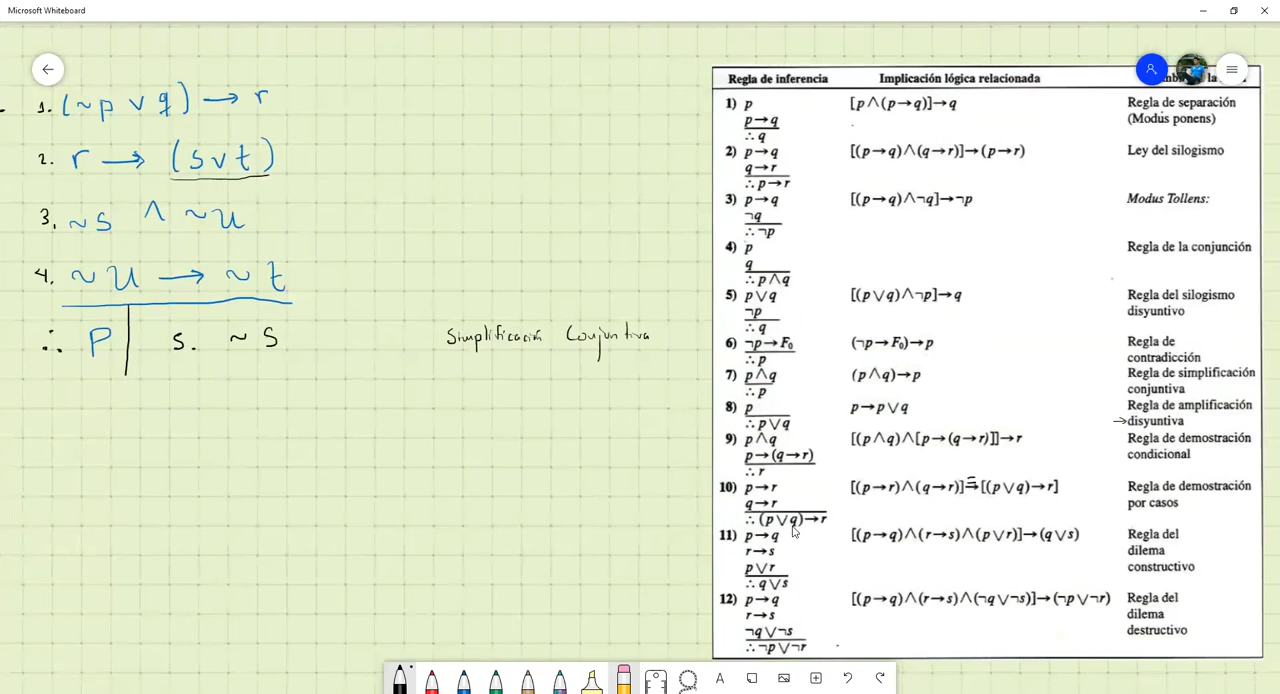 Microsoft Whiteboard
1. (~p ∨ q) → r
2. r → (s ∨ t)
3. ~s ∧ ~u
4. ~u → ~t
∴ P | 5. ~s Simplificación Conjuntiva
Regla de inferencia Implicación lógica relacionada
1) p [p∧(p→q)]→q Regla de separación
p→q (Modus ponens)
∴ q
2) p→q [(p→q)∧(q→r)]→(p→r) Ley del silogismo
q→r
∴ p→r
3) p→q [(p→q)∧¬q]→¬p Modus Tollens:
¬q
∴ ¬p
4) p Regla de la conjunción
q
∴ p∧q
5) p∨q [(p∨q)∧¬p]→q Regla del silogismo
¬p disyuntivo
∴ q
6) ¬p→F₀ (¬p→F₀)→p Regla de
∴ p contradicción
7) p∧q (p∧q)→p Regla de simplificación
∴ p conjuntiva
8) p p→p∨q Regla de amplificación
∴ p∨q →disyuntiva
9) p∧q [(p∧q)∧[p→(q→r)]]→r Regla de demostración
p→(q→r) condicional
∴ r
10) p→r [(p→r)∧(q→r)]→[(p∨q)→r] Regla de demostración
q→r por casos
∴ (p∨q)→r
11) p→q [(p→q)∧(r→s)∧(p∨r)]→(q∨s) Regla del
r→s dilema
p∨r constructivo
∴ q∨s
12) p→q [(p→q)∧(r→s)∧(¬q∨¬s)]→(¬p∨¬r) Regla del
r→s dilema
¬q∨¬s destructivo
∴ ¬p∨¬r
A